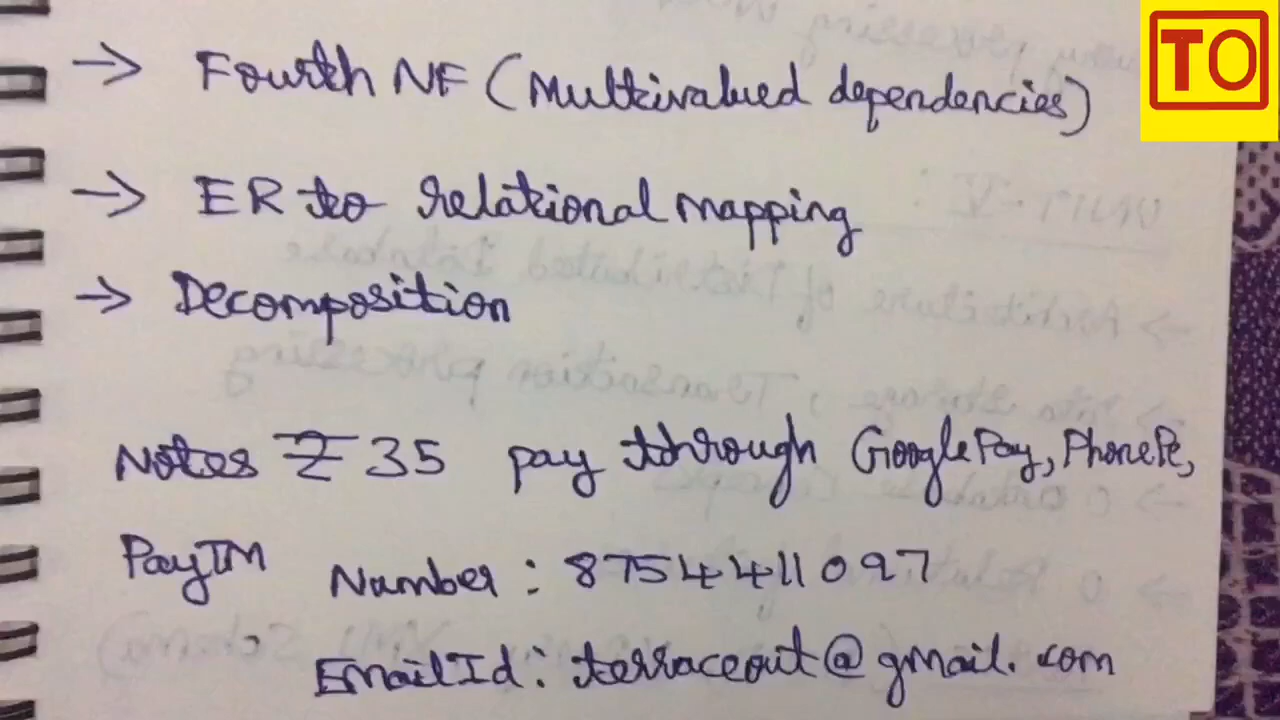 TO
→ Fourth NF (Multivalued dependencies)
→ ER to relational mapping
→ Decomposition
Notes ₹ 35 pay through GooglePay, PhonePe,
PayTM Number : 8754411097
EmailId : terraceout@gmail.com